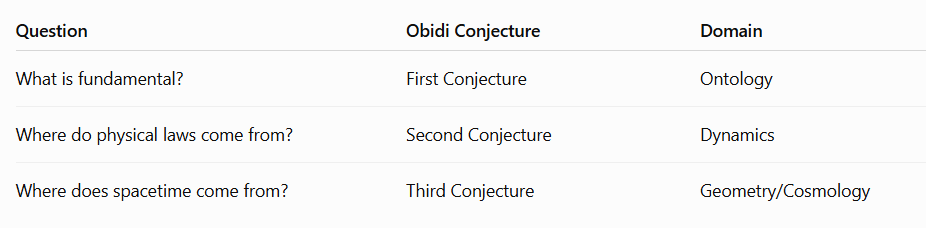 Question Obidi Conjecture Domain
What is fundamental? First Conjecture Ontology
Where do physical laws come from? Second Conjecture Dynamics
Where does spacetime come from? Third Conjecture Geometry/Cosmology